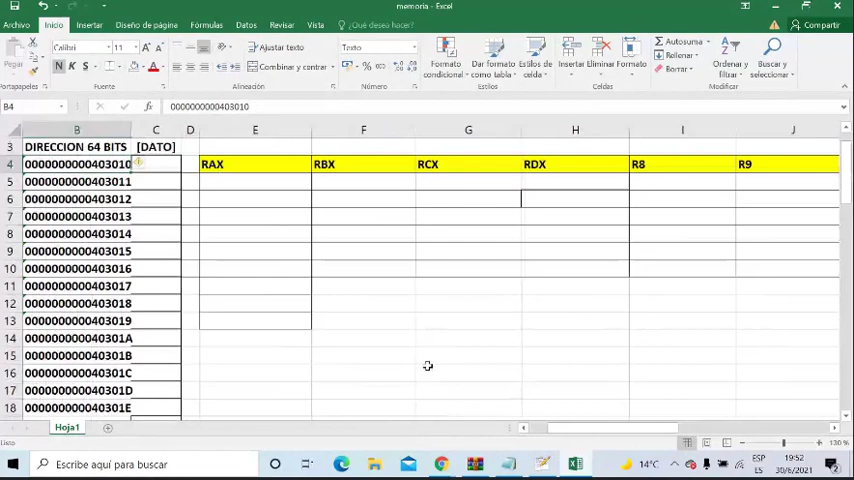 memoria - Excel
Archivo Inicio Insertar Diseño de página Fórmulas Datos Revisar Vista ¿Qué desea hacer? Compartir
Pegar Calibri 11 A A Ajustar texto Texto Formato condicional Dar formato como tabla Estilos de celda Insertar Eliminar Formato Autosuma Rellenar Borrar Ordenar y filtrar Buscar y seleccionar
N K S A Combinar y centrar % 000
Portapapeles Fuente Alineación Número Estilos Celdas Modificar
B4 fx 0000000000403010
B C D E F G H I J
3 DIRECCION 64 BITS [DATO]
4 0000000000403010 RAX RBX RCX RDX R8 R9
5 0000000000403011
6 0000000000403012
7 0000000000403013
8 0000000000403014
9 0000000000403015
10 0000000000403016
11 0000000000403017
12 0000000000403018
13 0000000000403019
14 000000000040301A
15 000000000040301B
16 000000000040301C
17 000000000040301D
18 000000000040301E
Hoja1
Listo 130 %
Escribe aquí para buscar 14°C ESP ES 19:52 30/6/2021